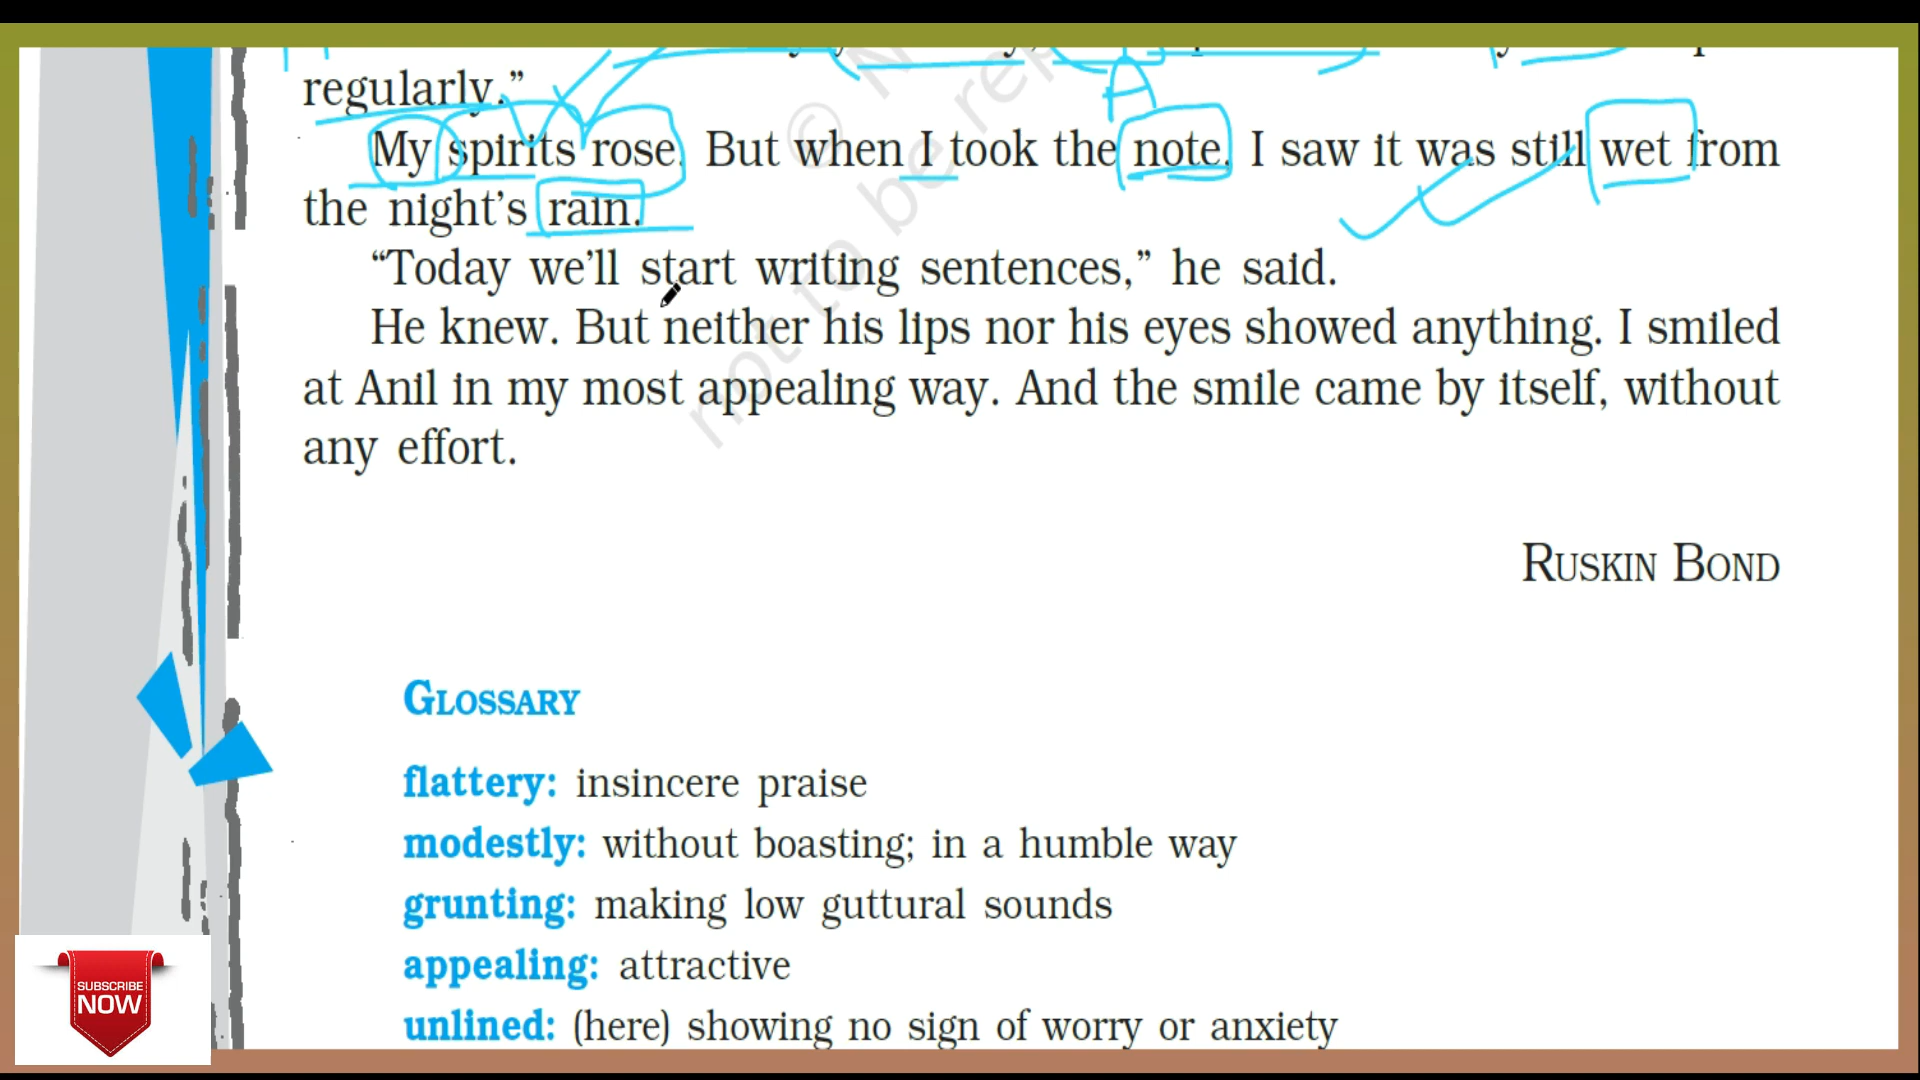 regularly.”
My spirits rose. But when I took the note, I saw it was still wet from
the night’s rain.
“Today we’ll start writing sentences,” he said.
He knew. But neither his lips nor his eyes showed anything. I smiled
at Anil in my most appealing way. And the smile came by itself, without
any effort.
RUSKIN BOND
GLOSSARY
flattery: insincere praise
modestly: without boasting; in a humble way
grunting: making low guttural sounds
appealing: attractive
unlined: (here) showing no sign of worry or anxiety
not to be rep
© N
SUBSCRIBE
NOW